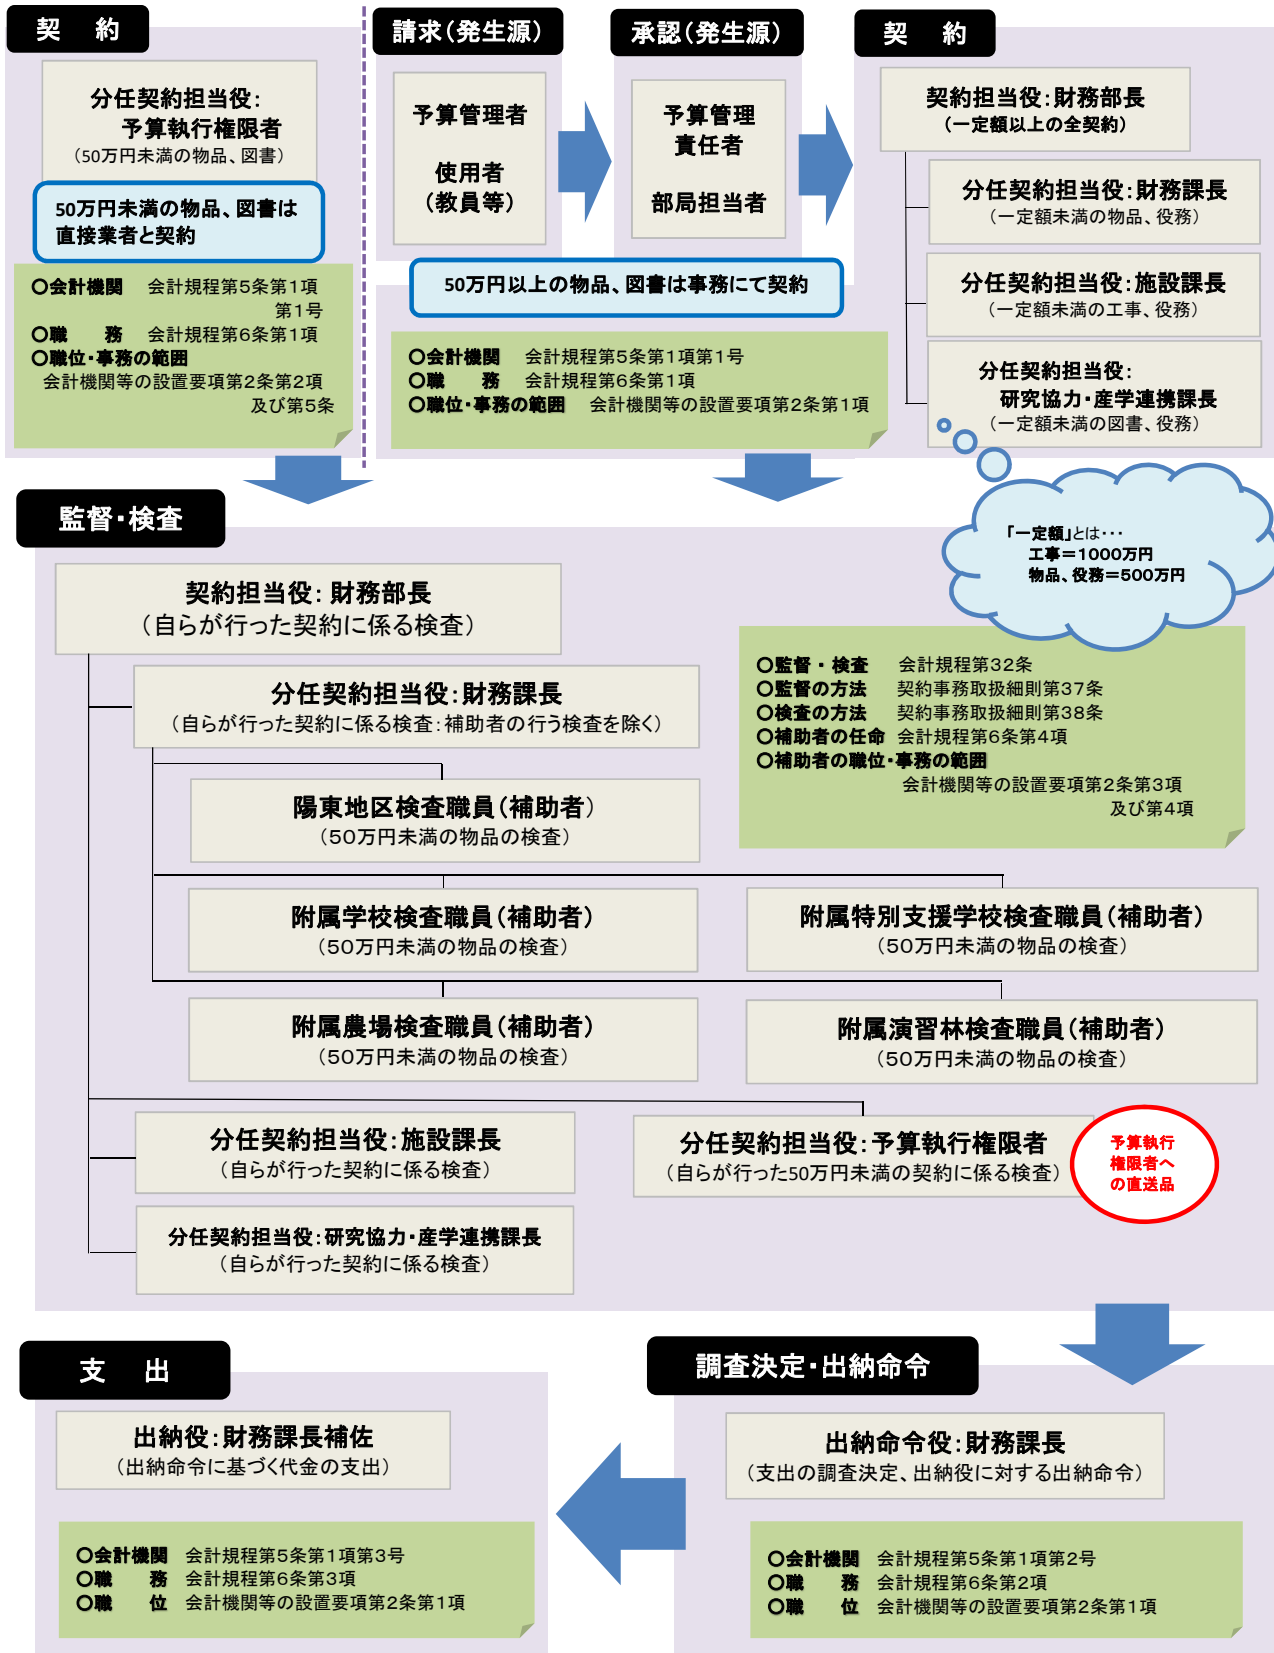 契　約
分任契約担当役：
予算執行権限者
（50万円未満の物品、図書）
50万円未満の物品、図書は
直接業者と契約
○会計機関　会計規程第5条第1項
第1号
○職　　務　会計規程第6条第1項
○職位・事務の範囲
会計機関等の設置要項第2条第2項
及び第5条
請求（発生源）
予算管理者
使用者
（教員等）
承認（発生源）
予算管理
責任者
部局担当者
50万円以上の物品、図書は事務にて契約
○会計機関　会計規程第5条第1項第1号
○職　　務　会計規程第6条第1項
○職位・事務の範囲　会計機関等の設置要項第2条第1項
契　約
契約担当役：財務部長
（一定額以上の全契約）
分任契約担当役：財務課長
（一定額未満の物品、役務）
分任契約担当役：施設課長
（一定額未満の工事、役務）
分任契約担当役：
研究協力・産学連携課長
（一定額未満の図書、役務）
「一定額」とは・・・
工事＝1000万円
物品、役務＝500万円
監督・検査
契約担当役：財務部長
（自らが行った契約に係る検査）
分任契約担当役：財務課長
（自らが行った契約に係る検査：補助者の行う検査を除く）
○監督・検査　会計規程第32条
○監督の方法　契約事務取扱細則第37条
○検査の方法　契約事務取扱細則第38条
○補助者の任命　会計規程第6条第4項
○補助者の職位・事務の範囲
会計機関等の設置要項第2条第3項
及び第4項
陽東地区検査職員（補助者）
（50万円未満の物品の検査）
附属学校検査職員（補助者）
（50万円未満の物品の検査）
附属特別支援学校検査職員（補助者）
（50万円未満の物品の検査）
附属農場検査職員（補助者）
（50万円未満の物品の検査）
附属演習林検査職員（補助者）
（50万円未満の物品の検査）
分任契約担当役：施設課長
（自らが行った契約に係る検査）
分任契約担当役：予算執行権限者
（自らが行った50万円未満の契約に係る検査）
予算執行
権限者へ
の直送品
分任契約担当役：研究協力・産学連携課長
（自らが行った契約に係る検査）
支　出
出納役：財務課長補佐
（出納命令に基づく代金の支出）
○会計機関　会計規程第5条第1項第3号
○職　　務　会計規程第6条第3項
○職　　位　会計機関等の設置要項第2条第1項
調査決定・出納命令
出納命令役：財務課長
（支出の調査決定、出納役に対する出納命令）
○会計機関　会計規程第5条第1項第2号
○職　　務　会計規程第6条第2項
○職　　位　会計機関等の設置要項第2条第1項